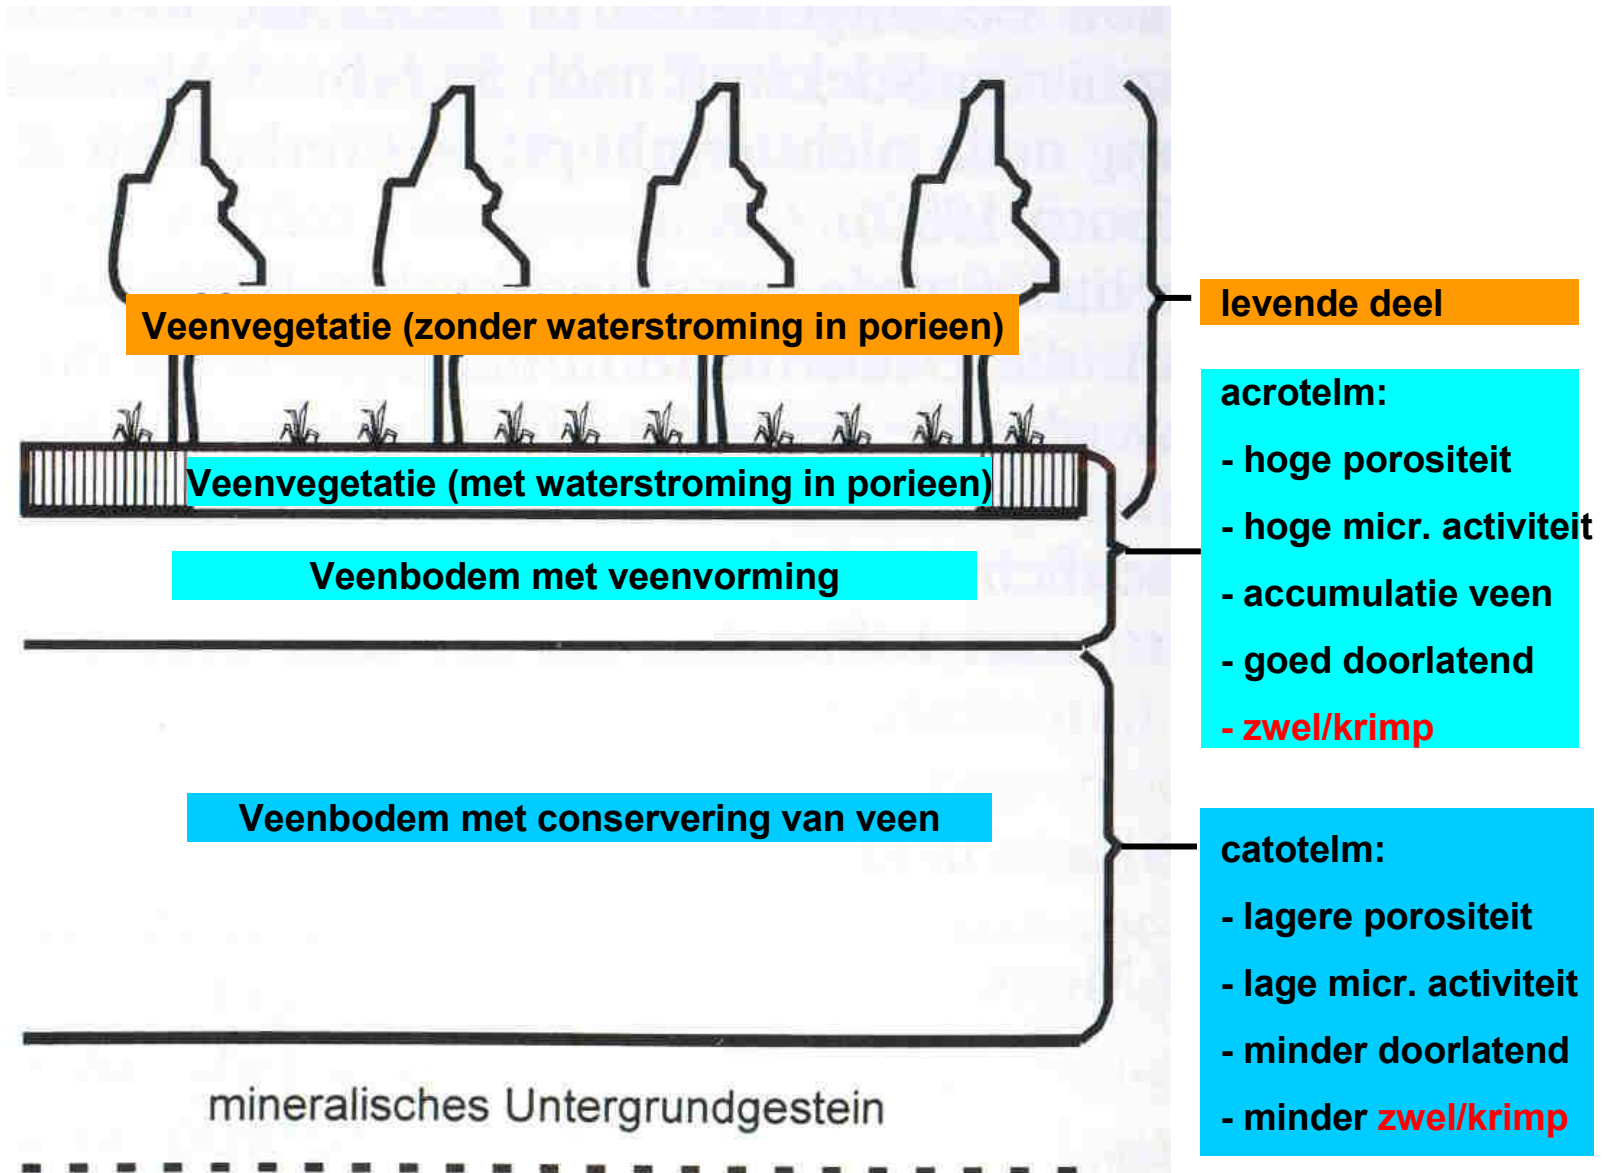 Veenvegetatie (zonder waterstroming in porieen)
levende deel
acrotelm:
- hoge porositeit
- hoge micr. activiteit
- accumulatie veen
- goed doorlatend
- zwel/krimp
Veenvegetatie (met waterstroming in porieen)
Veenbodem met veenvorming
Veenbodem met conservering van veen
catotelm:
- lagere porositeit
- lage micr. activiteit
- minder doorlatend
- minder zwel/krimp
mineralisches Untergrundgestein